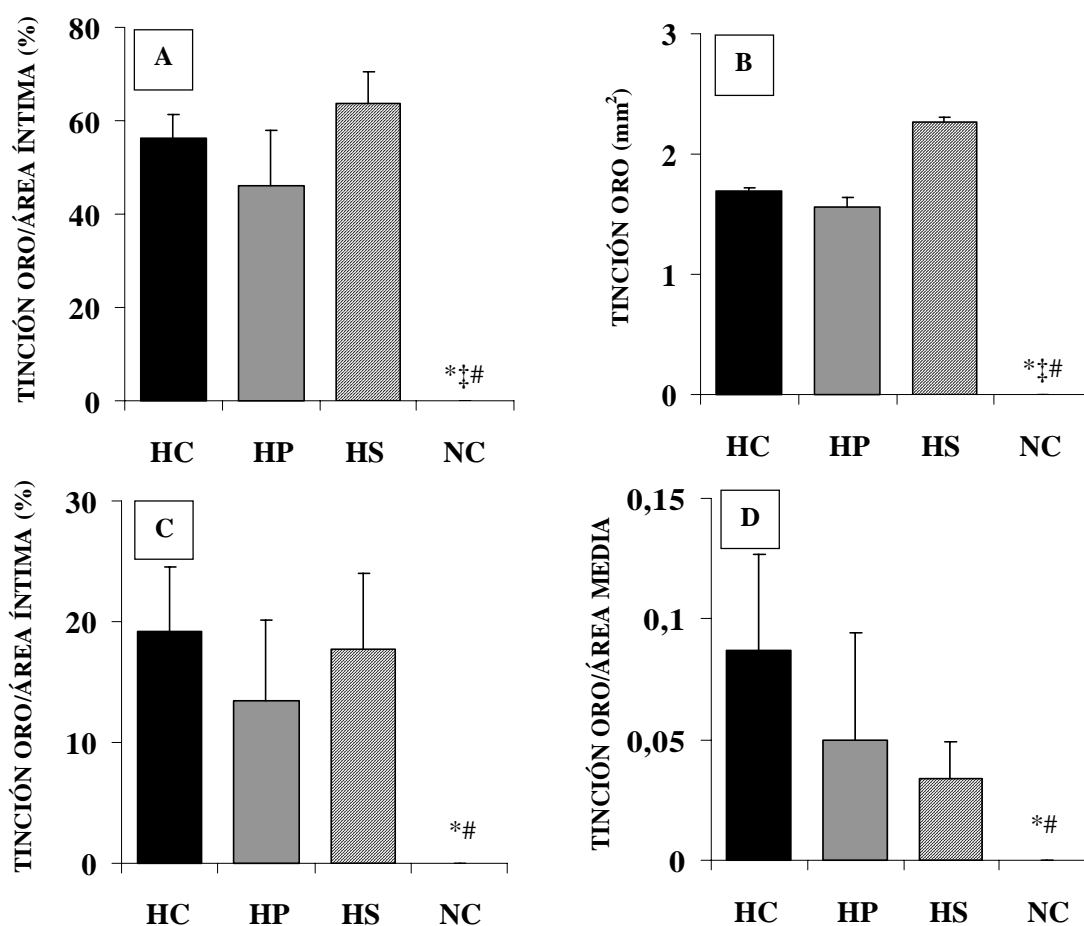 TINCIÓN ORO/ÁREA ÍNTIMA (%)
80
60
40
20
0
A
*‡#
HC HP HS NC
TINCIÓN ORO (mm²)
3
2
1
0
B
*‡#
HC HP HS NC
TINCIÓN ORO/ÁREA ÍNTIMA (%)
30
20
10
0
C
*#
HC HP HS NC
TINCIÓN ORO/ÁREA MEDIA
0,15
0,1
0,05
0
D
*#
HC HP HS NC